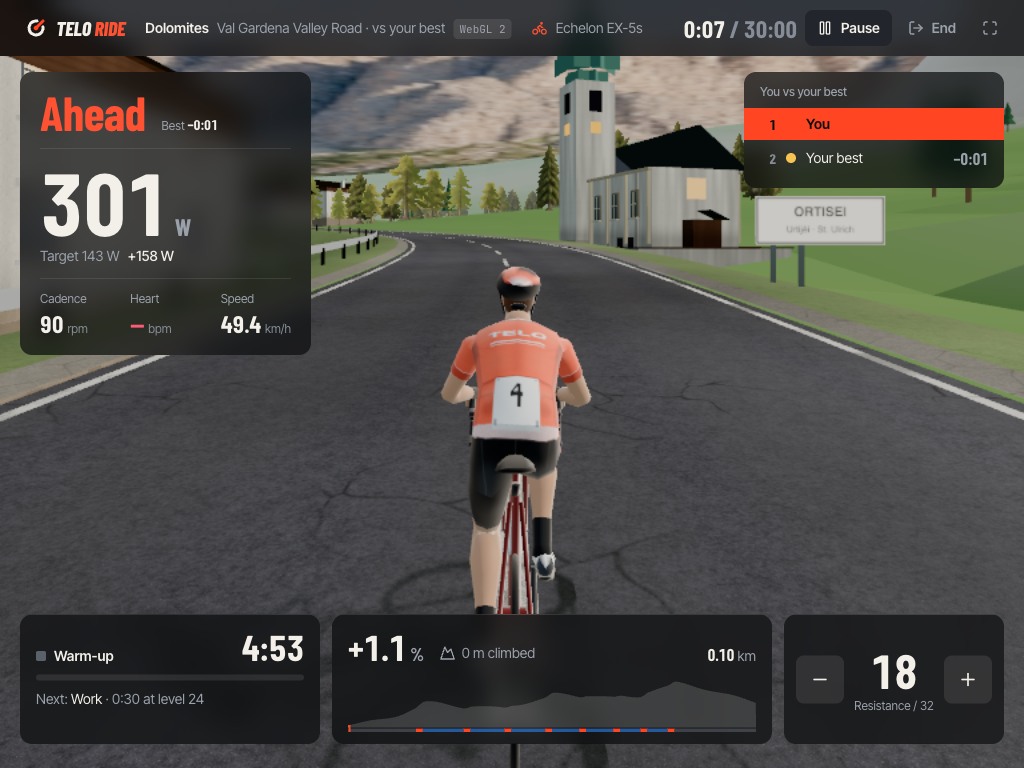 TELO RIDE Dolomites Val Gardena Valley Road · vs your best WebGL 2 Echelon EX-5s 0:07 / 30:00 Pause End
Ahead Best −0:01
301 W
Target 143 W +158 W
Cadence Heart Speed
90 rpm – bpm 49.4 km/h
You vs your best
1 You
2 Your best −0:01
ORTISEI
Urtijëi · St. Ulrich
TELO
4
Warm-up 4:53
Next: Work · 0:30 at level 24
+1.1 % 0 m climbed 0.10 km
− 18 +
Resistance / 32